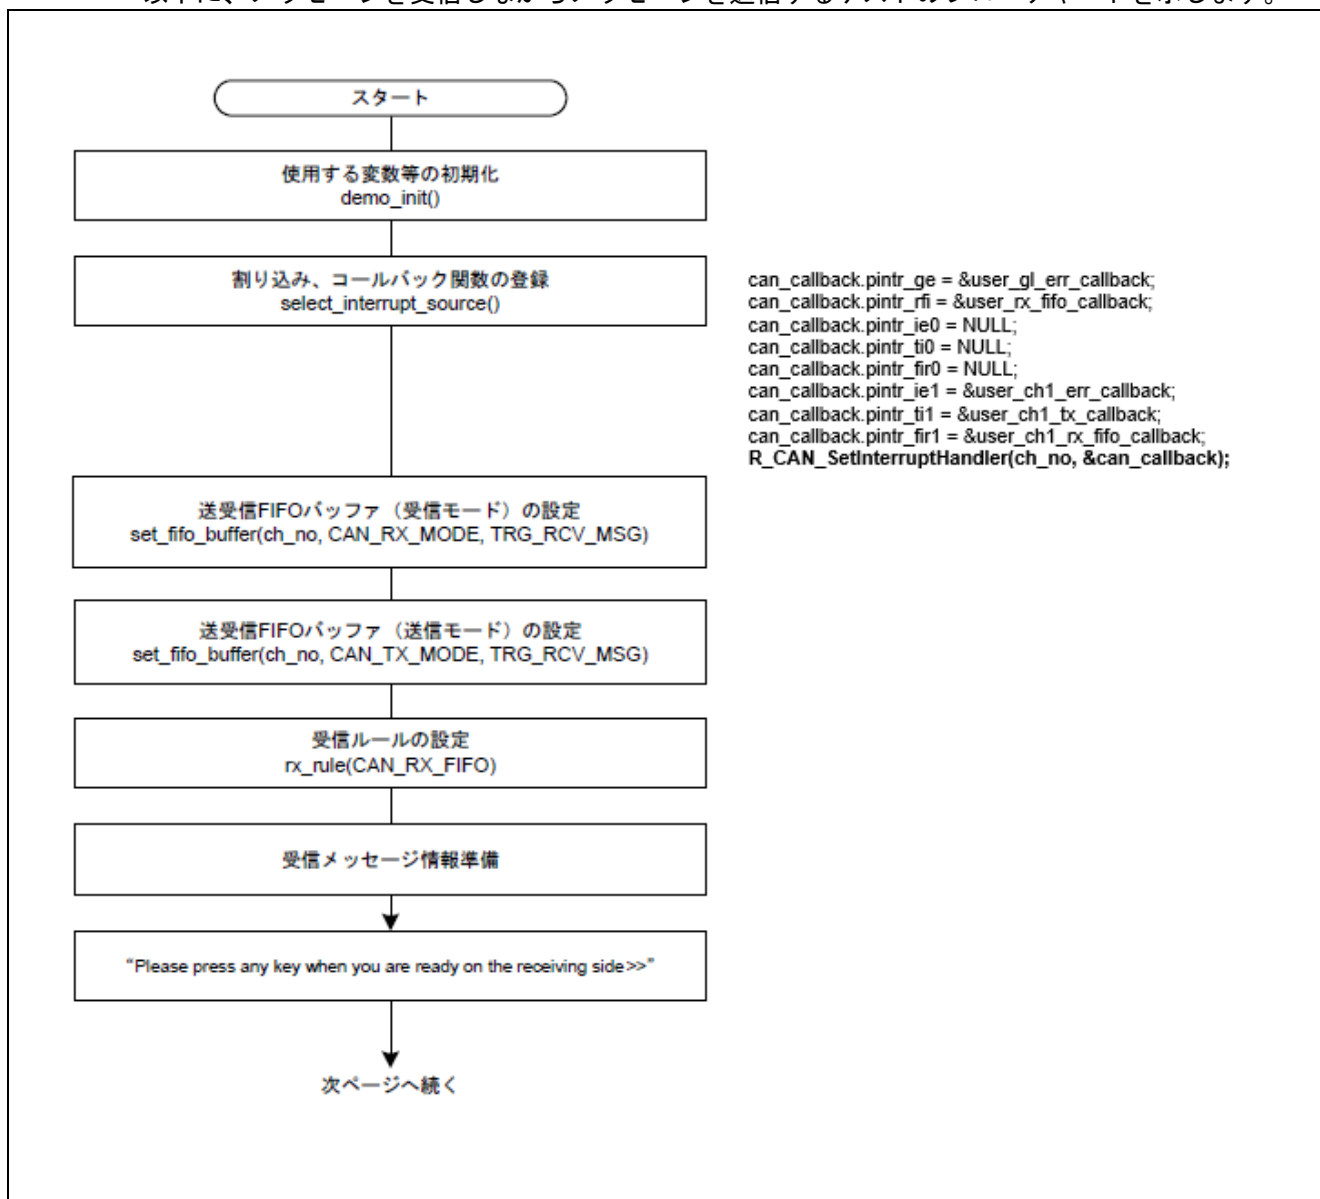 スタート
使用する変数等の初期化
demo_init()
割り込み、コールバック関数の登録
select_interrupt_source()
can_callback.pintr_ge = &user_gl_err_callback;
can_callback.pintr_rfi = &user_rx_fifo_callback;
can_callback.pintr_ie0 = NULL;
can_callback.pintr_ti0 = NULL;
can_callback.pintr_fir0 = NULL;
can_callback.pintr_ie1 = &user_ch1_err_callback;
can_callback.pintr_ti1 = &user_ch1_tx_callback;
can_callback.pintr_fir1 = &user_ch1_rx_fifo_callback;
R_CAN_SetInterruptHandler(ch_no, &can_callback);
送受信FIFOバッファ（受信モード）の設定
set_fifo_buffer(ch_no, CAN_RX_MODE, TRG_RCV_MSG)
送受信FIFOバッファ（送信モード）の設定
set_fifo_buffer(ch_no, CAN_TX_MODE, TRG_RCV_MSG)
受信ルールの設定
rx_rule(CAN_RX_FIFO)
受信メッセージ情報準備
“Please press any key when you are ready on the receiving side>>”
次ページへ続く